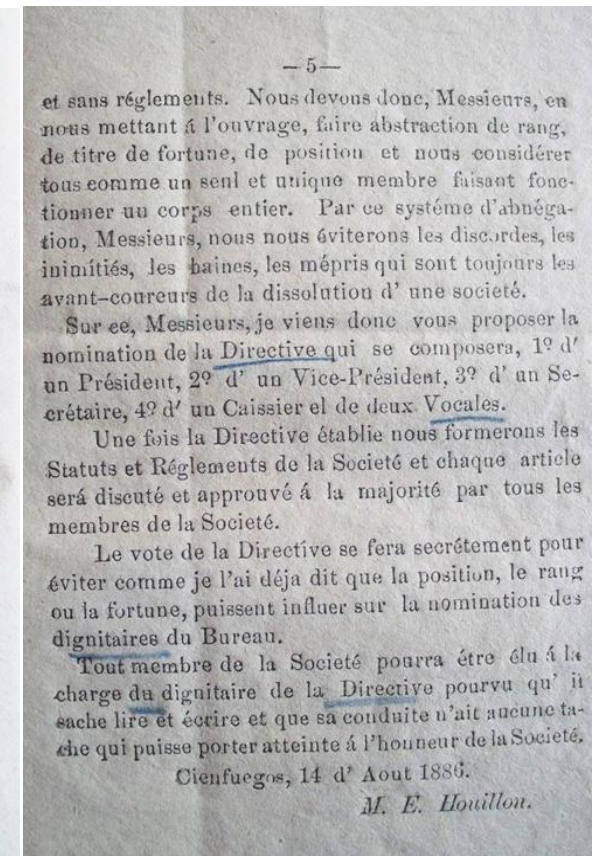 —5—
et sans réglements. Nous devons donc, Messieurs, en
nous mettant á l'ouvrage, faire abstraction de rang,
de titre de fortune, de position et nous considérer
tous comme un seul et unique membre faisant fonc-
tionner un corps entier. Par ce systéme d'abnéga-
tion, Messieurs, nous nous éviterons les discordes, les
inimítiés, les haines, les mépris qui sont toujours les
avant-coureurs de la dissolution d' une societé.
Sur ee, Messieurs, je viens donc vous proposer la
nomination de la Directive qui se composera, 1º d'
un Président, 2º d' un Vice-Président, 3º d' un Se-
crétaire, 4º d' un Caissier el de deux Vocales.
Une fois la Directive établie nous formerons les
Statuts et Réglements de la Societé et chaque article
será discuté et approuvé á la majorité par tous les
membres de la Societé.
Le vote de la Directíve se fera secrétement pour
éviter comme je l'ai déja dit que la position, le rang
ou la fortune, puissent influer sur la nomination des
dignitaires du Bureau.
Tout membre de la Societé pourra étre élu á la
charge du dignitaire de la Directive pourvu qu' il
sache lire et écrire et que sa conduite n'ait aucune ta-
che qui puisse porter atteinte á l'honneur de la Societé.
Cienfuegos, 14 d' Aout 1886.
M. E. Houillon.